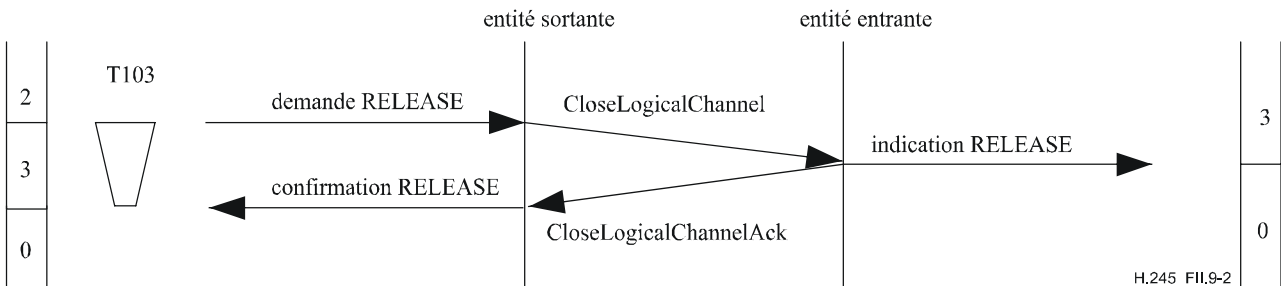 entité sortante
entité entrante
T103
2
demande RELEASE
CloseLogicalChannel
3
indication RELEASE
3
confirmation RELEASE
CloseLogicalChannelAck
0
0
H.245 FII.9-2